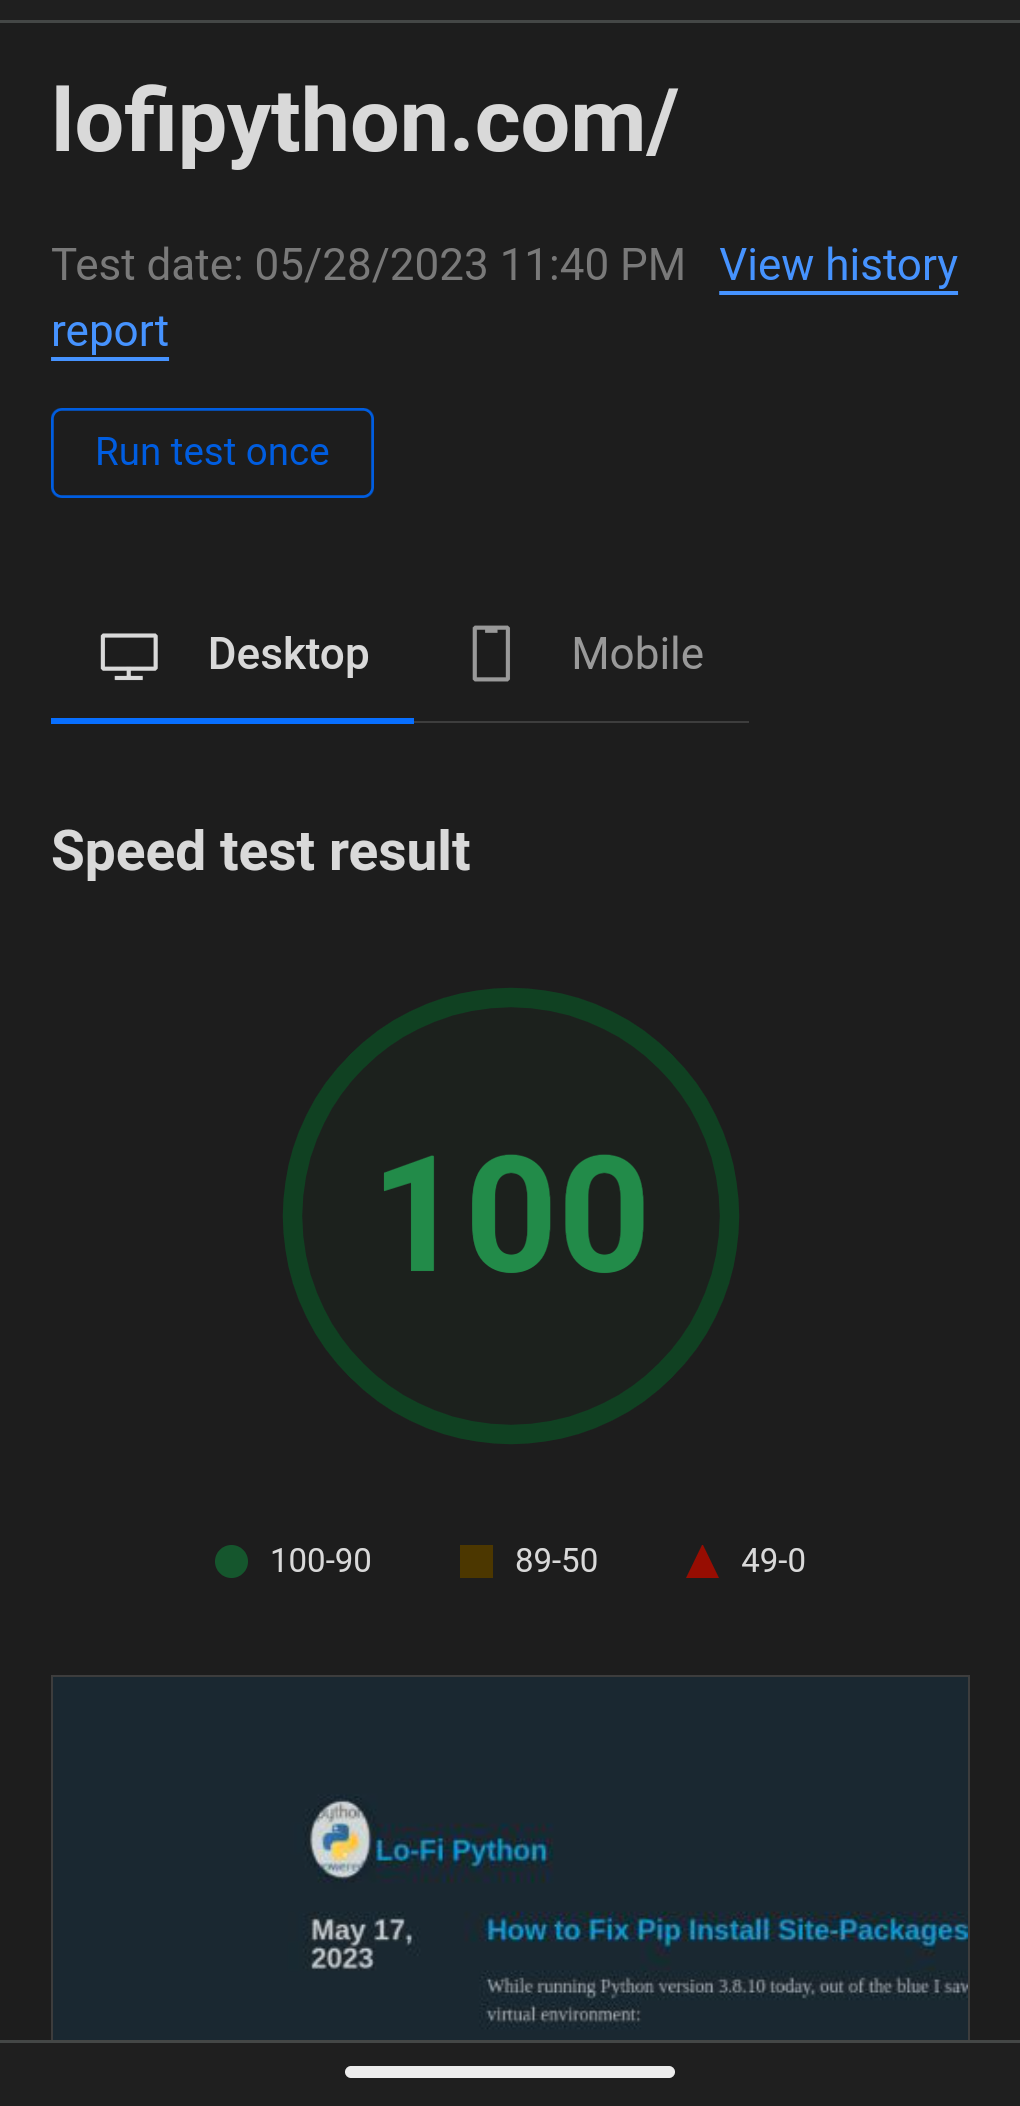 lofipython.com/
Test date: 05/28/2023 11:40 PM View history
report
Run test once
Desktop Mobile
Speed test result
100
100-90 89-50 49-0
python
powered
Lo-Fi Python
May 17,
2023
How to Fix Pip Install Site-Packages
While running Python version 3.8.10 today, out of the blue I saw
virtual environment: